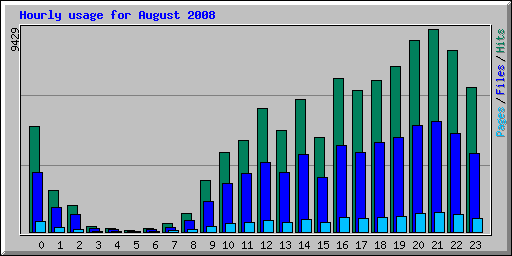 Hourly usage for August 2008
9429
Pages / Files / Hits
0 1 2 3 4 5 6 7 8 9 10 11 12 13 14 15 16 17 18 19 20 21 22 23